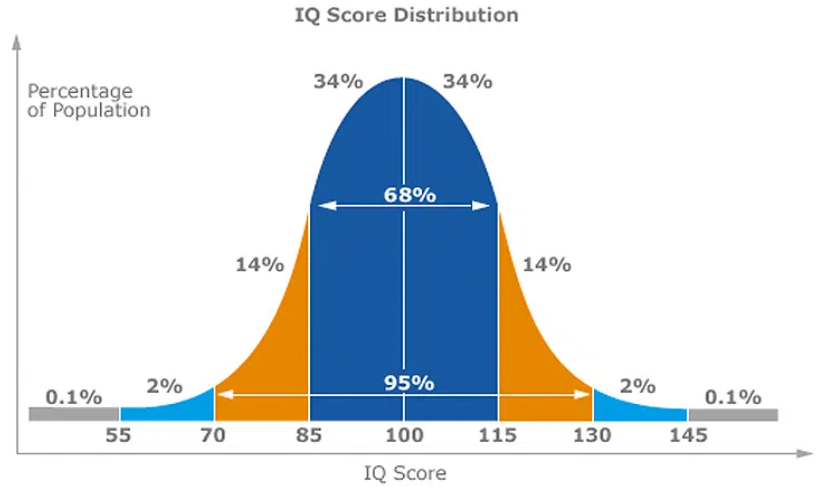 IQ Score Distribution
Percentage
of Population
34% 34%
68%
14% 14%
95%
0.1% 2% 2% 0.1%
55 70 85 100 115 130 145
IQ Score